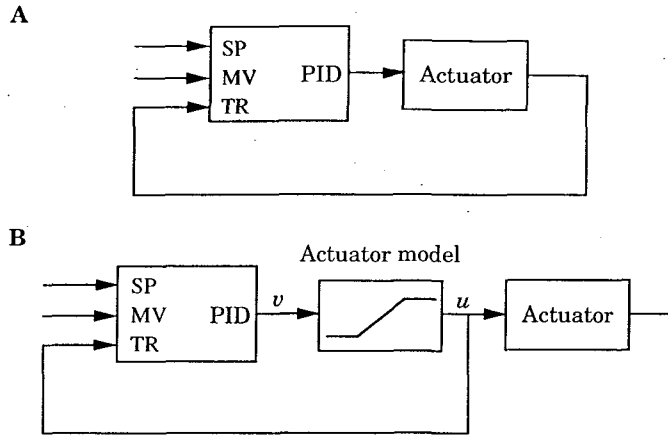 A
SP
MV
TR
PID
Actuator
B
Actuator model
SP
MV
TR
PID
v
u
Actuator